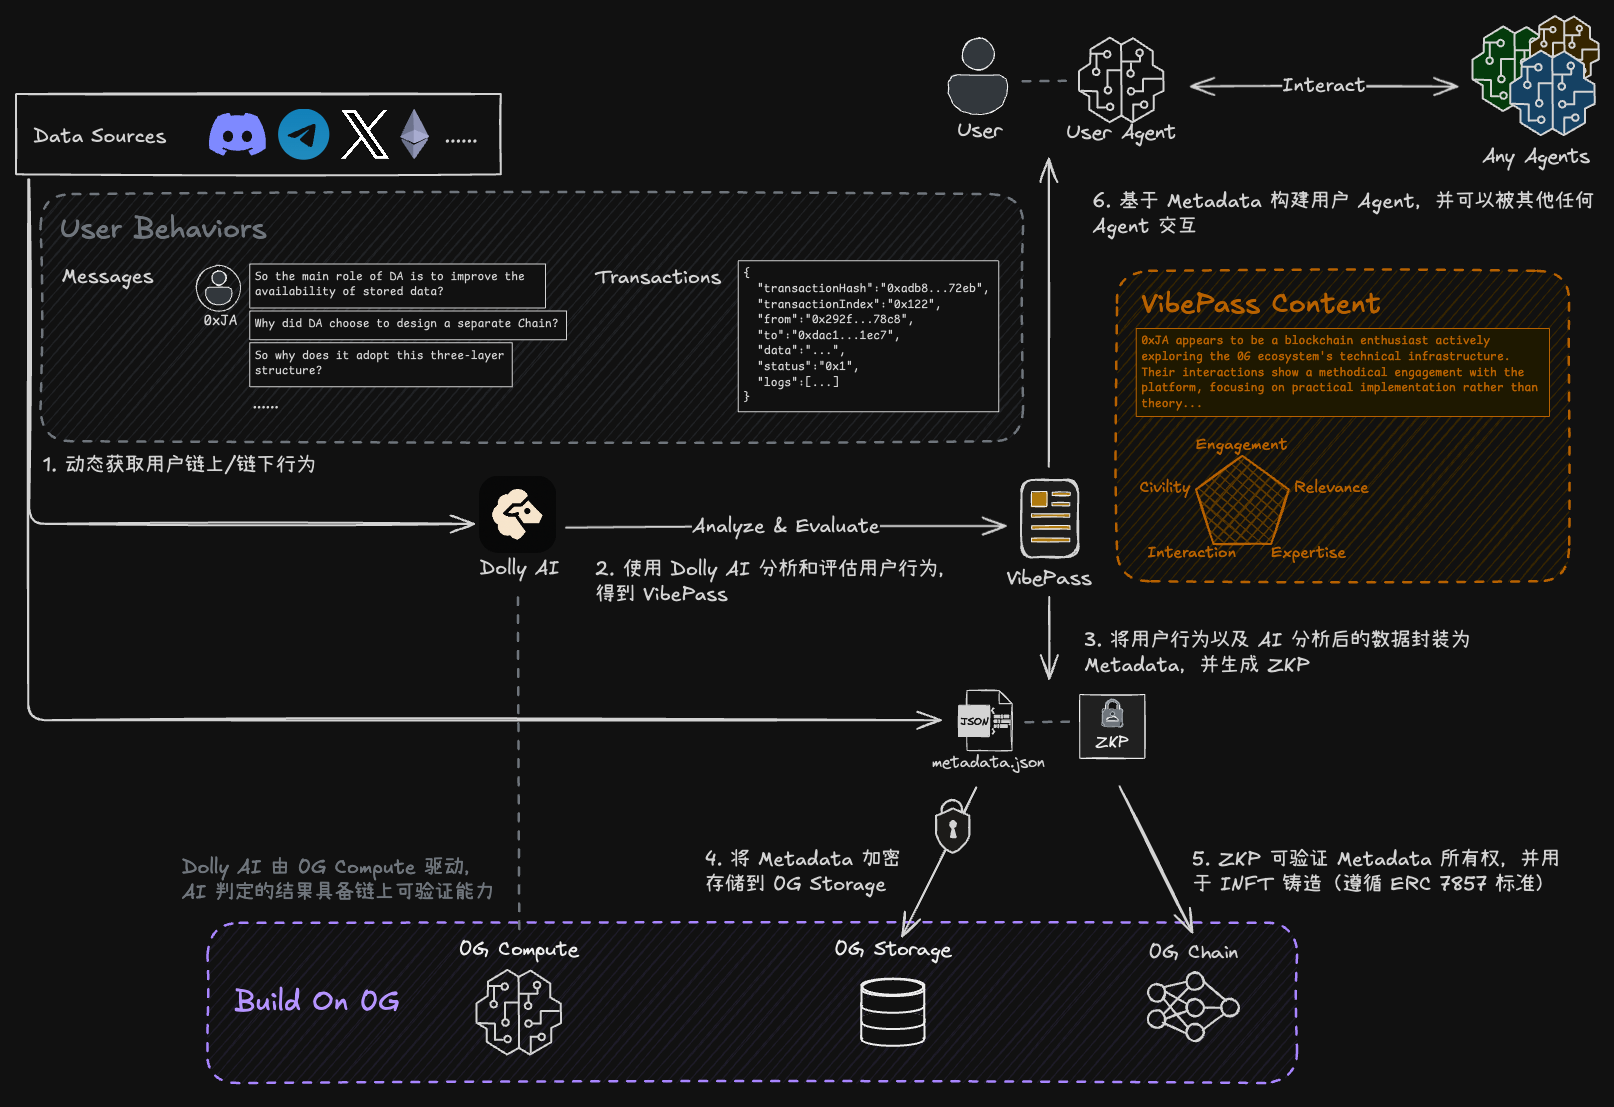 Data Sources
......
User
User Agent
Interact
Any Agents
6. 基于 Metadata 构建用户 Agent，并可以被其他任何
Agent 交互
User Behaviors
Messages
0xJA
So the main role of DA is to improve the
availability of stored data?
Why did DA choose to design a separate Chain?
So why does it adopt this three-layer
structure?
......
Transactions
{
"transactionHash":"0xadb8...72eb",
"transactionIndex":"0x122",
"from":"0x292f...78c8",
"to":"0xdac1...1ec7",
"data":"...",
"status":"0x1",
"logs":[...]
}
VibePass Content
0xJA appears to be a blockchain enthusiast actively
exploring the 0G ecosystem's technical infrastructure.
Their interactions show a methodical engagement with the
platform, focusing on practical implementation rather than
theory...
Engagement
Civility
Relevance
Interaction
Expertise
1. 动态获取用户链上/链下行为
Dolly AI
Analyze & Evaluate
2. 使用 Dolly AI 分析和评估用户行为，
得到 VibePass
VibePass
3. 将用户行为以及 AI 分析后的数据封装为
Metadata，并生成 ZKP
JSON
metadata.json
ZKP
4. 将 Metadata 加密
存储到 0G Storage
5. ZKP 可验证 Metadata 所有权，并用
于 INFT 铸造（遵循 ERC 7857 标准）
Dolly AI 由 0G Compute 驱动，
AI 判定的结果具备链上可验证能力
Build On 0G
0G Compute
0G Storage
0G Chain